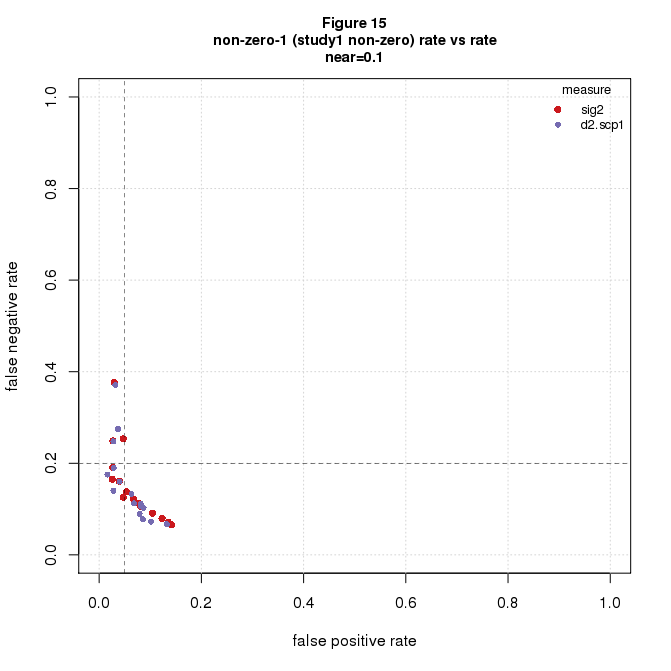 Figure 15
non-zero-1 (study1 non-zero) rate vs rate
near=0.1
measure
sig2
d2.scp1
1.0
0.8
0.6
0.4
0.2
0.0
false negative rate
0.0 0.2 0.4 0.6 0.8 1.0
false positive rate